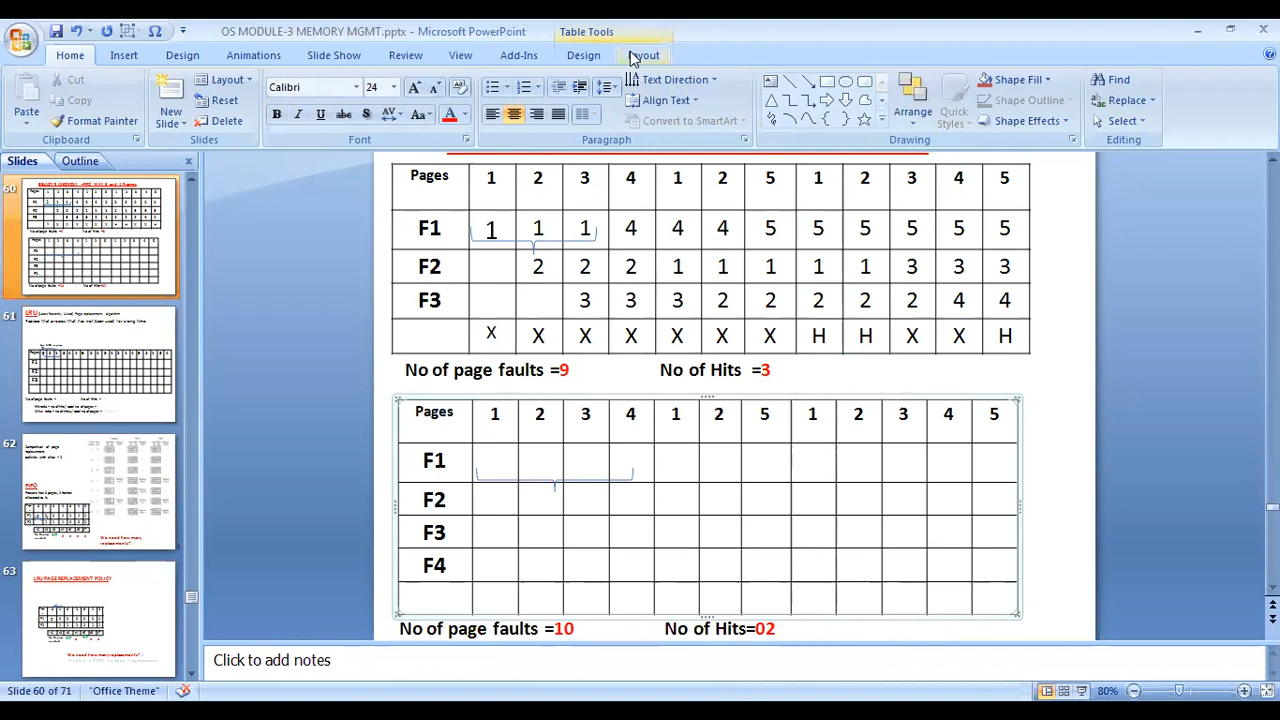 OS MODULE-3 MEMORY MGMT.pptx - Microsoft PowerPoint
Table Tools
Home Insert Design Animations Slide Show Review View Add-Ins Design Layout
Paste
Cut
Copy
Format Painter
Clipboard
New Slide
Layout
Reset
Delete
Slides
Calibri 24
B I U abc S AV Aa A
Font
Text Direction
Align Text
Convert to SmartArt
Paragraph
Arrange
Quick Styles
Shape Fill
Shape Outline
Shape Effects
Drawing
Find
Replace
Select
Editing
Slides Outline
60
61
62
63
Pages 1 2 3 4 1 2 5 1 2 3 4 5
F1 1 1 1 4 4 4 5 5 5 5 5 5
F2 2 2 2 1 1 1 1 1 3 3 3
F3 3 3 3 2 2 2 2 2 4 4
X X X X X X X H H X X H
No of page faults =9 No of Hits =3
Pages 1 2 3 4 1 2 5 1 2 3 4 5
F1
F2
F3
F4
No of page faults =10 No of Hits=02
Click to add notes
Slide 60 of 71 "Office Theme" 80%